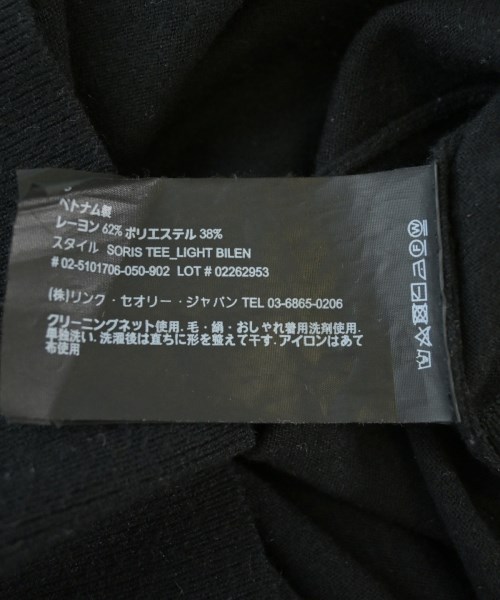 S
ベトナム製
レーヨン 62% ポリエステル 38%
スタイル SORIS TEE_LIGHT BILEN
# 02-5101706-050-902 LOT # 02262953
(株)リンク・セオリー・ジャパン TEL 03-6865-0206
クリーニングネット使用. 毛・絹・おしゃれ着用洗剤使用.
単独洗い. 洗濯後は直ちに形を整えて干す. アイロンはあて
布使用